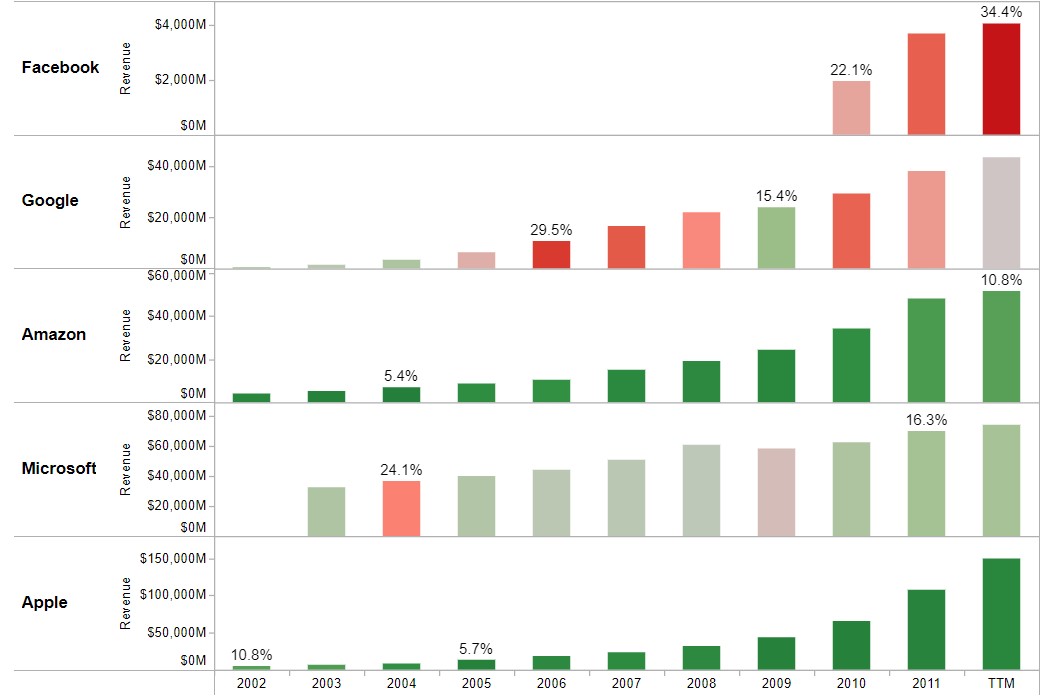 Facebook
Revenue
$4,000M
$2,000M
$0M
22.1%
34.4%
Google
Revenue
$40,000M
$20,000M
$0M
29.5%
15.4%
Amazon
Revenue
$60,000M
$40,000M
$20,000M
$0M
5.4%
10.8%
Microsoft
Revenue
$80,000M
$60,000M
$40,000M
$20,000M
$0M
24.1%
16.3%
Apple
Revenue
$150,000M
$100,000M
$50,000M
$0M
10.8%
5.7%
2002 2003 2004 2005 2006 2007 2008 2009 2010 2011 TTM